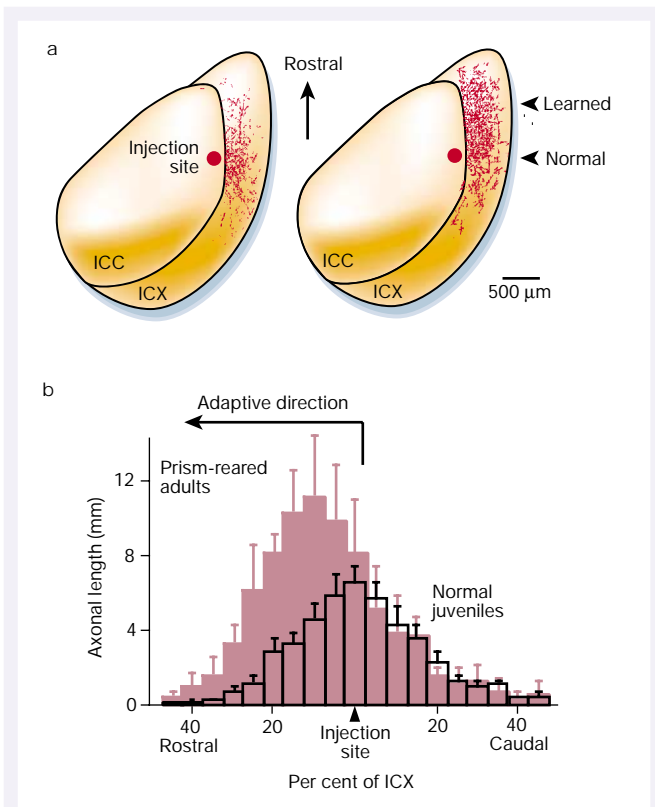 a
Rostral
Learned
Injection
site
Normal
ICC
ICX
ICC
ICX
500 µm
b
Adaptive direction
Prism-reared
adults
Normal
juveniles
Axonal length (mm)
12
8
4
0
40
20
Injection
site
20
40
Rostral
Caudal
Per cent of ICX